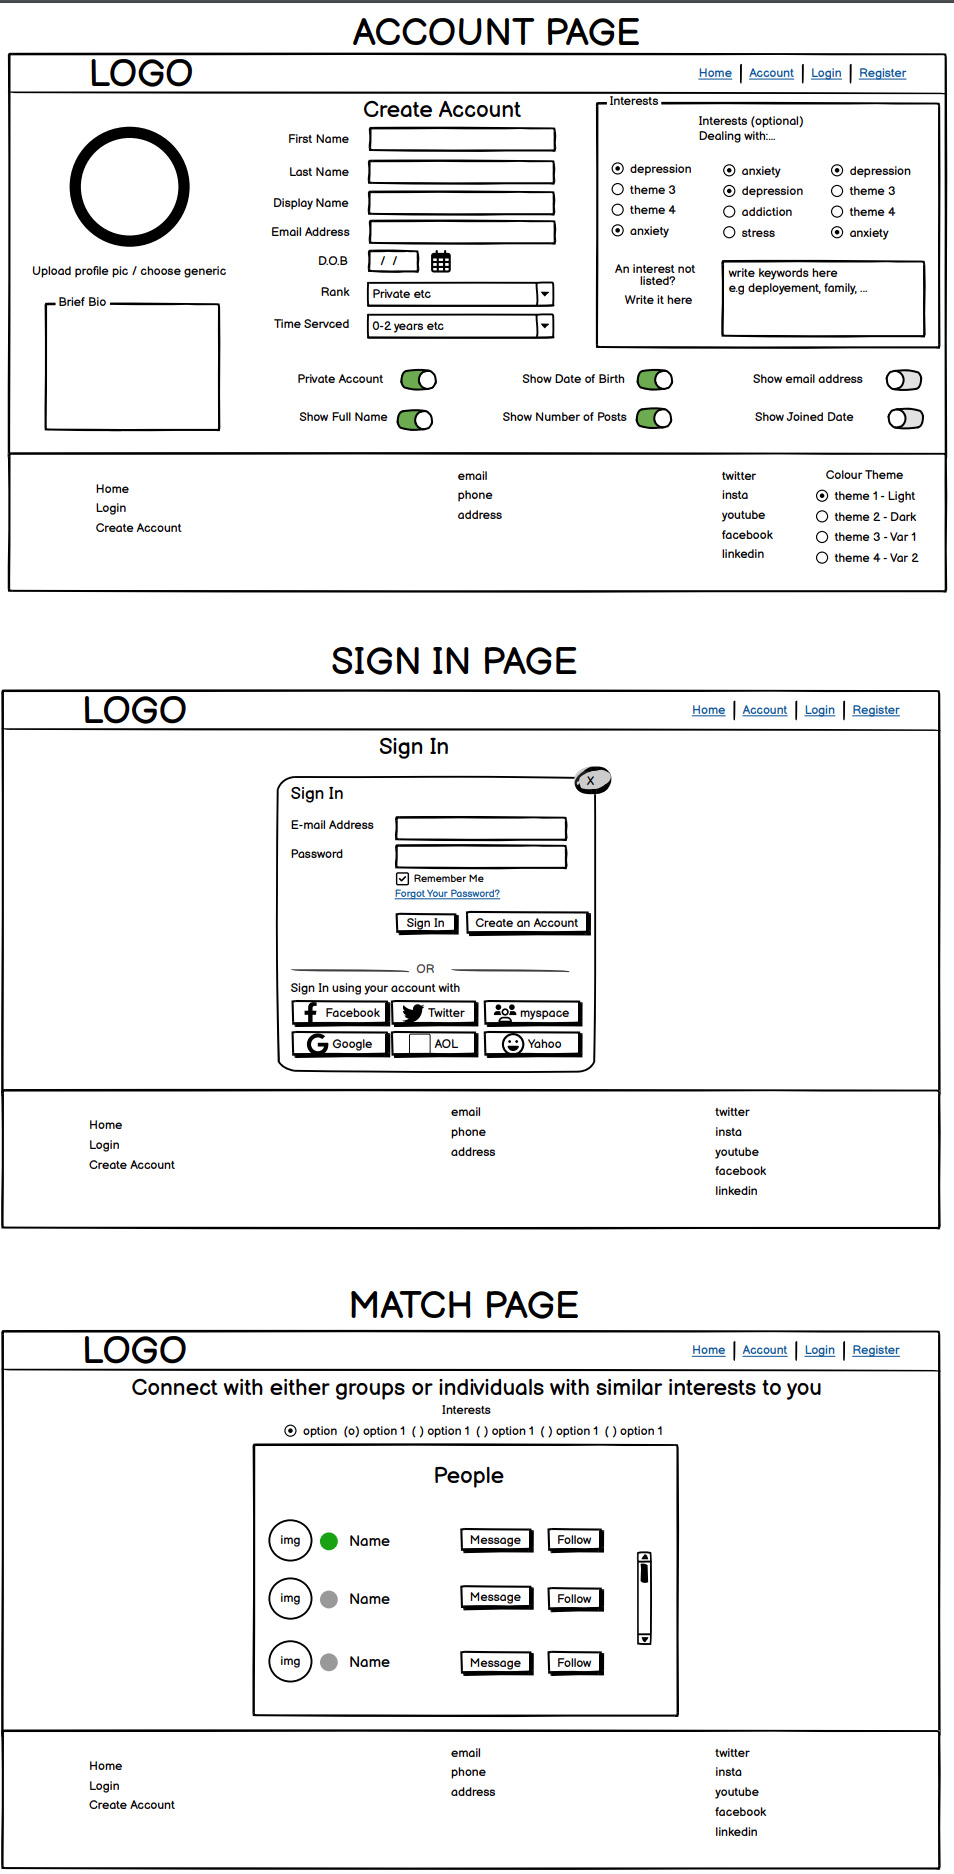 ACCOUNT PAGE
LOGO
Home Account Login Register
Create Account
First Name
Last Name
Display Name
Email Address
D.O.B / /
Rank Private etc
Time Servced 0-2 years etc
Upload profile pic / choose generic
Brief Bio
Interests
Interests (optional)
Dealing with:...
depression anxiety depression
theme 3 depression theme 3
theme 4 addiction theme 4
anxiety stress anxiety
An interest not
listed?
Write it here
write keywords here
e.g deployement, family, ...
Private Account Show Date of Birth Show email address
Show Full Name Show Number of Posts Show Joined Date
Home
Login
Create Account
email
phone
address
twitter
insta
youtube
facebook
linkedin
Colour Theme
theme 1 - Light
theme 2 - Dark
theme 3 - Var 1
theme 4 - Var 2
SIGN IN PAGE
LOGO
Home Account Login Register
Sign In
X
Sign In
E-mail Address
Password
Remember Me
Forgot Your Password?
Sign In Create an Account
OR
Sign In using your account with
Facebook Twitter myspace
Google AOL Yahoo
Home
Login
Create Account
email
phone
address
twitter
insta
youtube
facebook
linkedin
MATCH PAGE
LOGO
Home Account Login Register
Connect with either groups or individuals with similar interests to you
Interests
option (o) option 1 ( ) option 1 ( ) option 1 ( ) option 1 ( ) option 1
People
img Name Message Follow
img Name Message Follow
img Name Message Follow
Home
Login
Create Account
email
phone
address
twitter
insta
youtube
facebook
linkedin